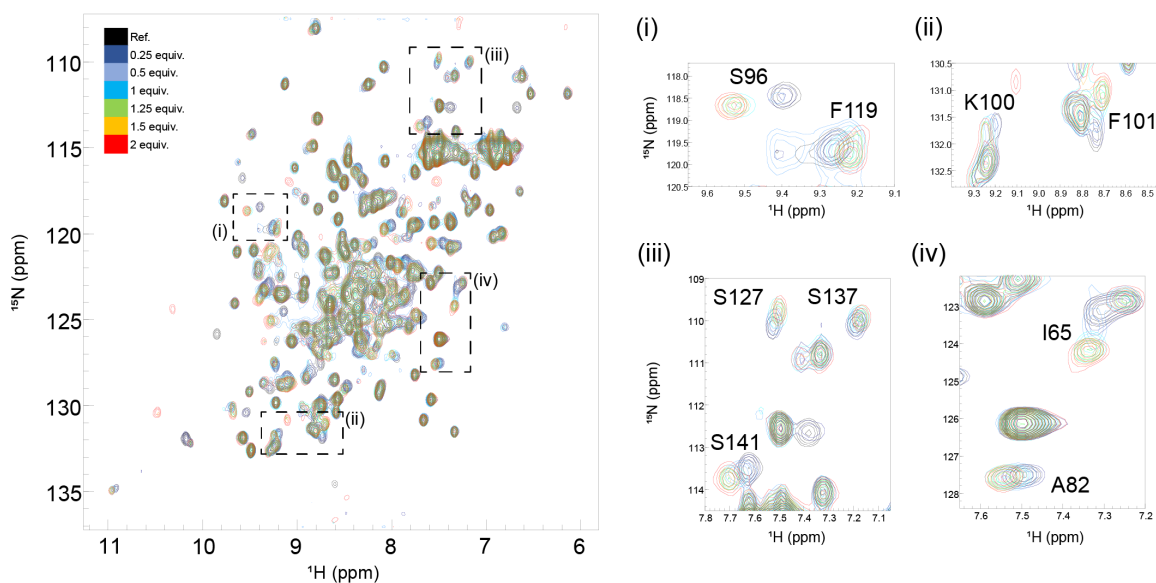 Ref.
0.25 equiv.
0.5 equiv.
1 equiv.
1.25 equiv.
1.5 equiv.
2 equiv.
110
115
120
125
130
135
¹⁵N (ppm)
11 10 9 8 7 6
¹H (ppm)
(i)
(ii)
(iii)
(iv)
(i)
118.0
118.5
119.0
119.5
120.0
120.5
¹⁵N (ppm)
S96
F119
9.6 9.5 9.4 9.3 9.2 9.1
¹H (ppm)
(ii)
130.5
131.0
131.5
132.0
132.5
K100
F101
9.3 9.2 9.1 9.0 8.9 8.8 8.7 8.6 8.5
¹H (ppm)
(iii)
109
110
111
112
113
114
¹⁵N (ppm)
S127
S137
S141
7.8 7.7 7.6 7.5 7.4 7.3 7.2 7.1
¹H (ppm)
(iv)
123
124
125
126
127
128
I65
A82
7.6 7.5 7.4 7.3 7.2
¹H (ppm)